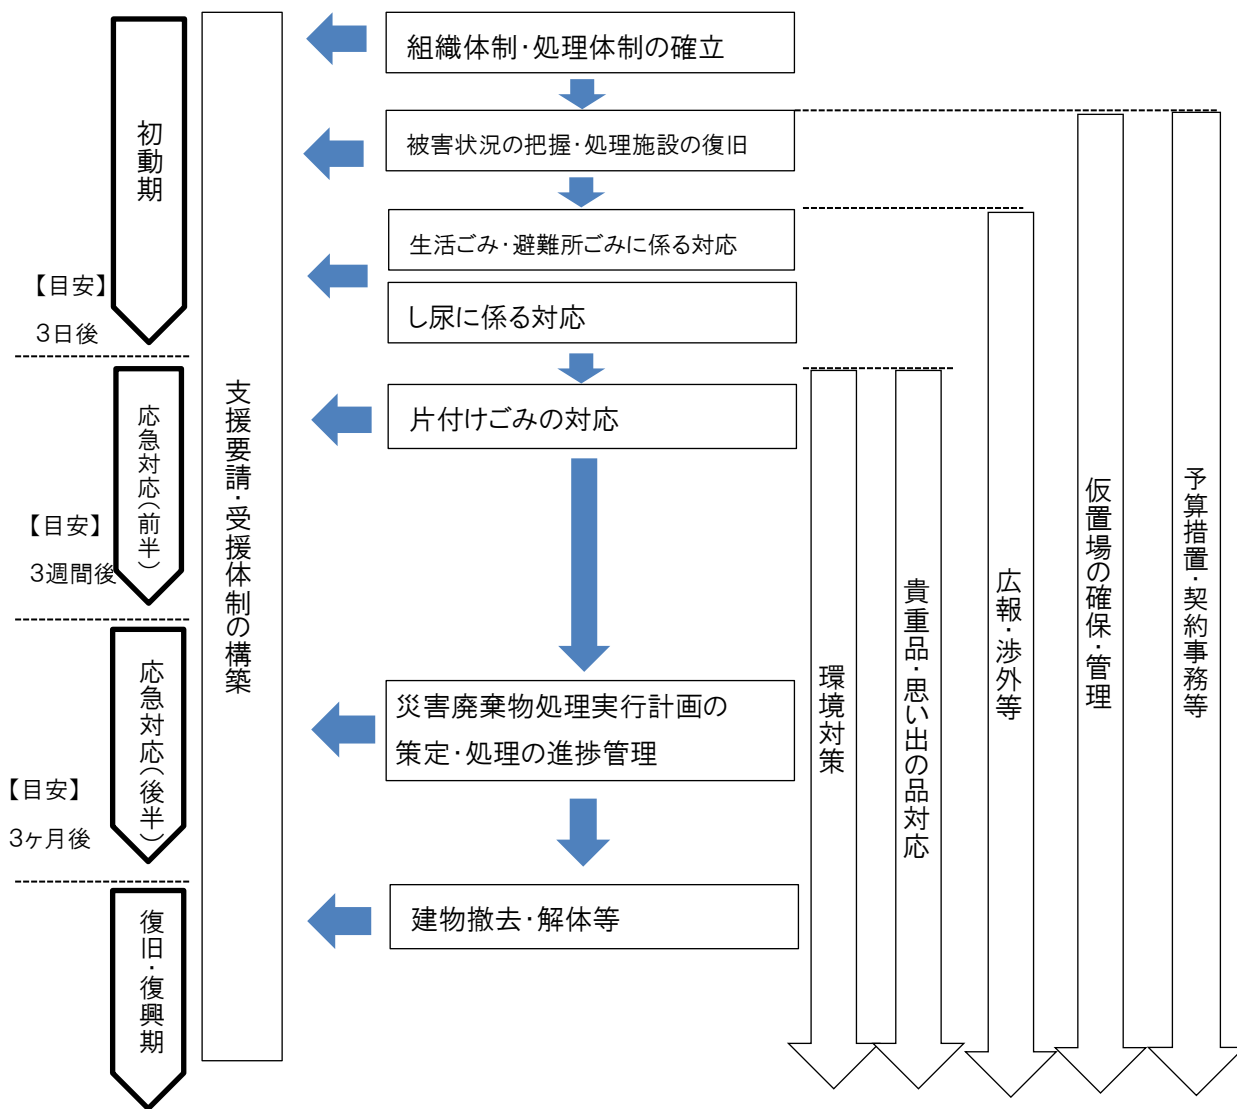 初動期
【目安】
3日後
応急対応（前半）
【目安】
3週間後
応急対応（後半）
【目安】
3ヶ月後
復旧・復興期
支援要請・受援体制の構築
組織体制・処理体制の確立
被害状況の把握・処理施設の復旧
生活ごみ・避難所ごみに係る対応
し尿に係る対応
片付けごみの対応
災害廃棄物処理実行計画の
策定・処理の進捗管理
建物撤去・解体等
環境対策
貴重品・思い出の品対応
広報・渉外等
仮置場の確保・管理
予算措置・契約事務等